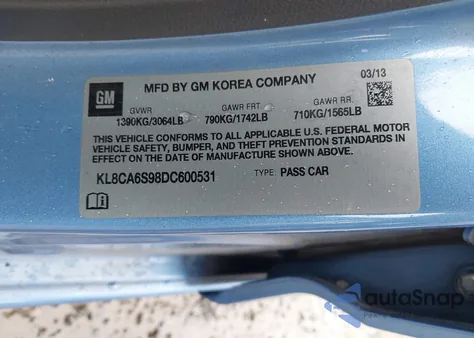 GM
MFD BY GM KOREA COMPANY
03/13
GVWR GAWR FRT GAWR RR.
1390KG/3064LB 790KG/1742LB 710KG/1565LB
THIS VEHICLE CONFORMS TO ALL APPLICABLE U.S. FEDERAL MOTOR
VEHICLE SAFETY, BUMPER, AND THEFT PREVENTION STANDARDS IN
EFFECT ON THE DATE OF MANUFACTURE SHOWN ABOVE.
KL8CA6S98DC600531 TYPE: PASS CAR
autoSnap